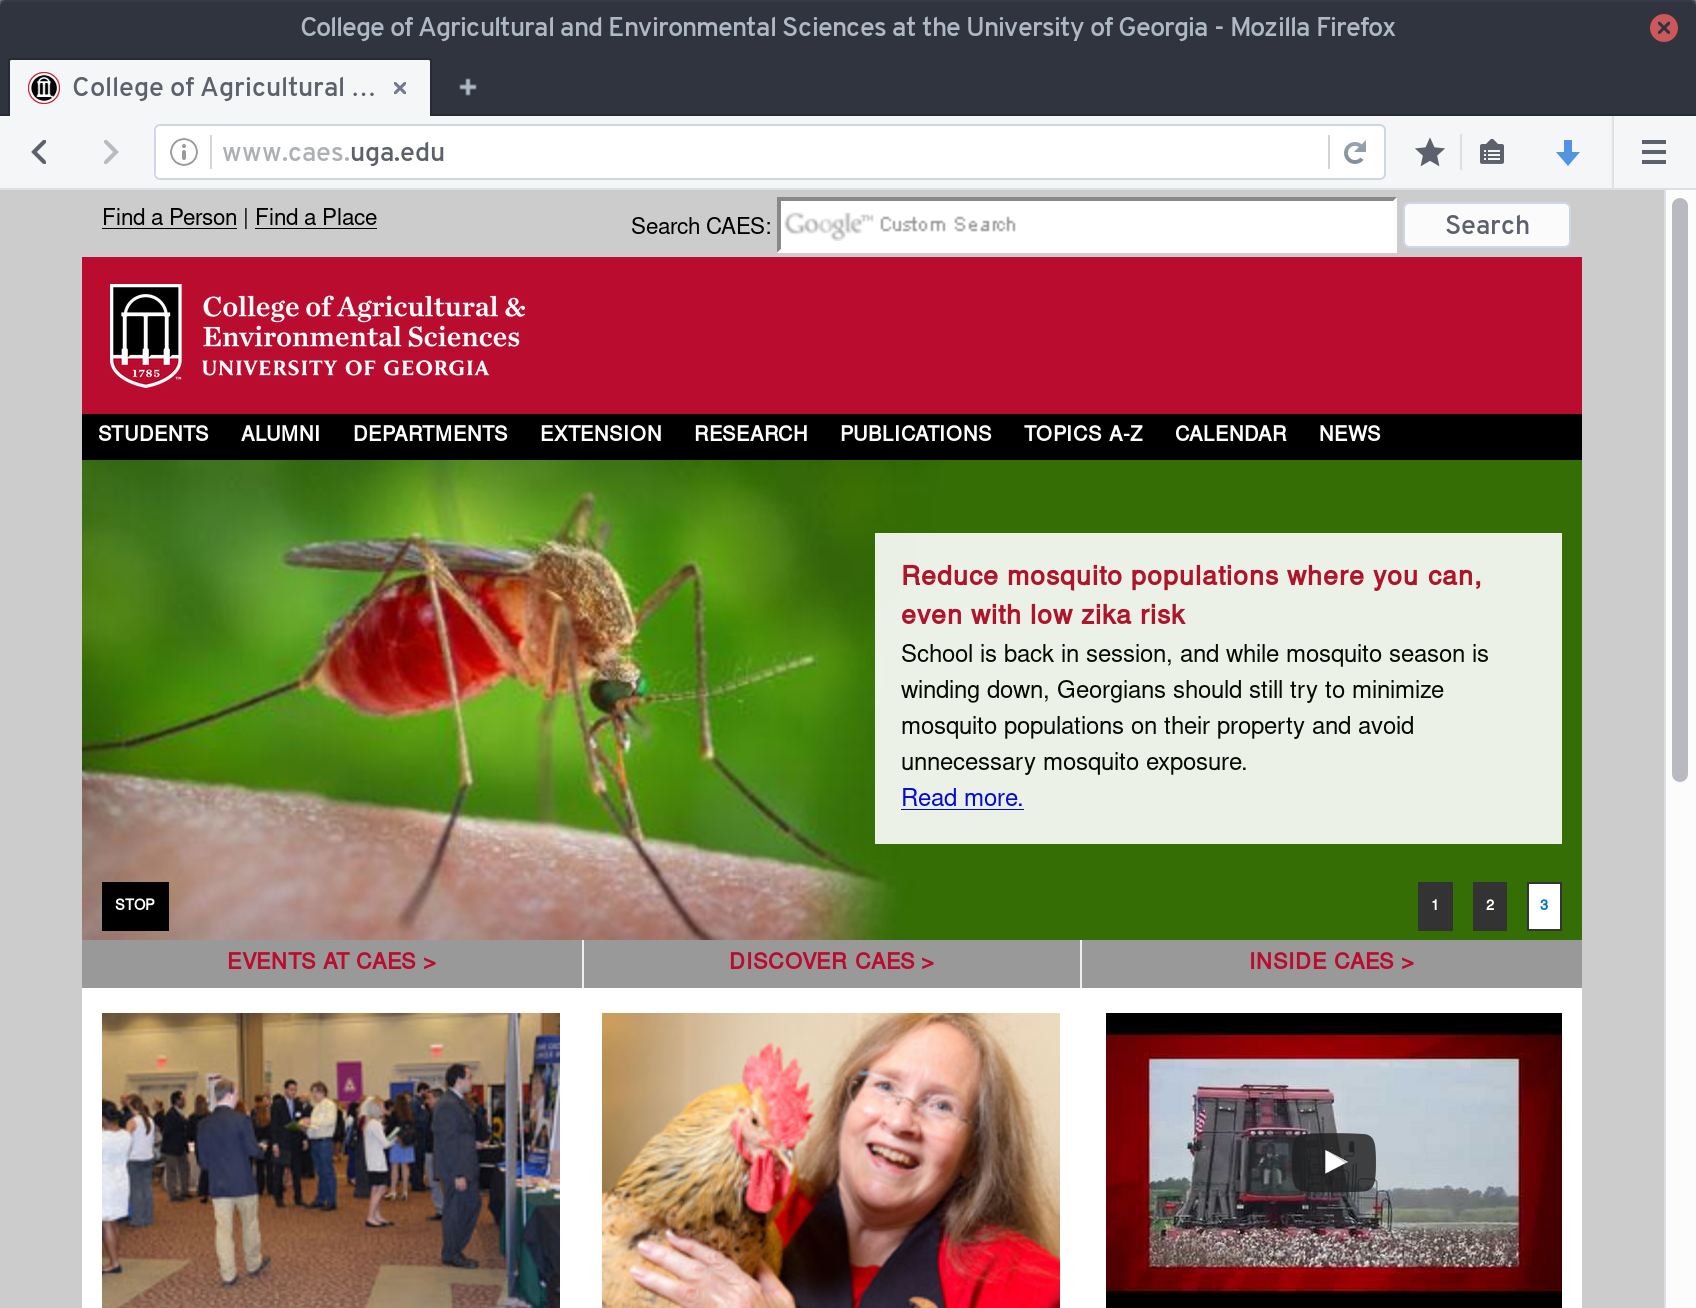 College of Agricultural and Environmental Sciences at the University of Georgia - Mozilla Firefox
College of Agricultural ...
www.caes.uga.edu
Find a Person | Find a Place
Search CAES:
Google™ Custom Search
Search
College of Agricultural &
Environmental Sciences
UNIVERSITY OF GEORGIA
1785
STUDENTS ALUMNI DEPARTMENTS EXTENSION RESEARCH PUBLICATIONS TOPICS A-Z CALENDAR NEWS
Reduce mosquito populations where you can,
even with low zika risk
School is back in session, and while mosquito season is
winding down, Georgians should still try to minimize
mosquito populations on their property and avoid
unnecessary mosquito exposure.
Read more.
STOP
1 2 3
EVENTS AT CAES >
DISCOVER CAES >
INSIDE CAES >